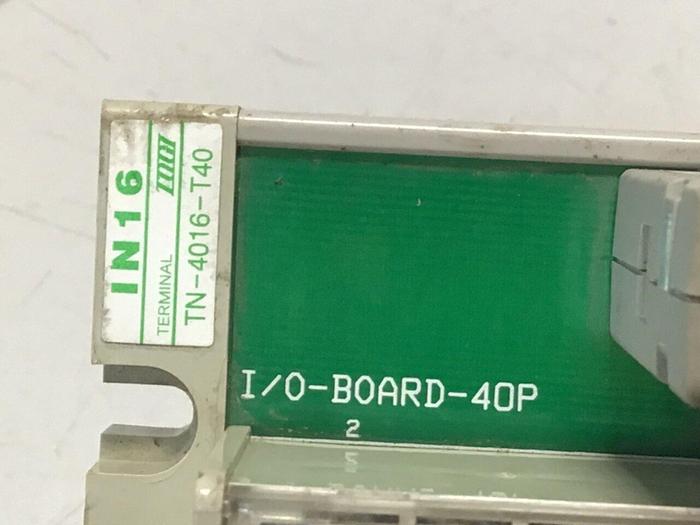 IN16
TERMINAL
TN-4016-T40
I/O-BOARD-40P
2